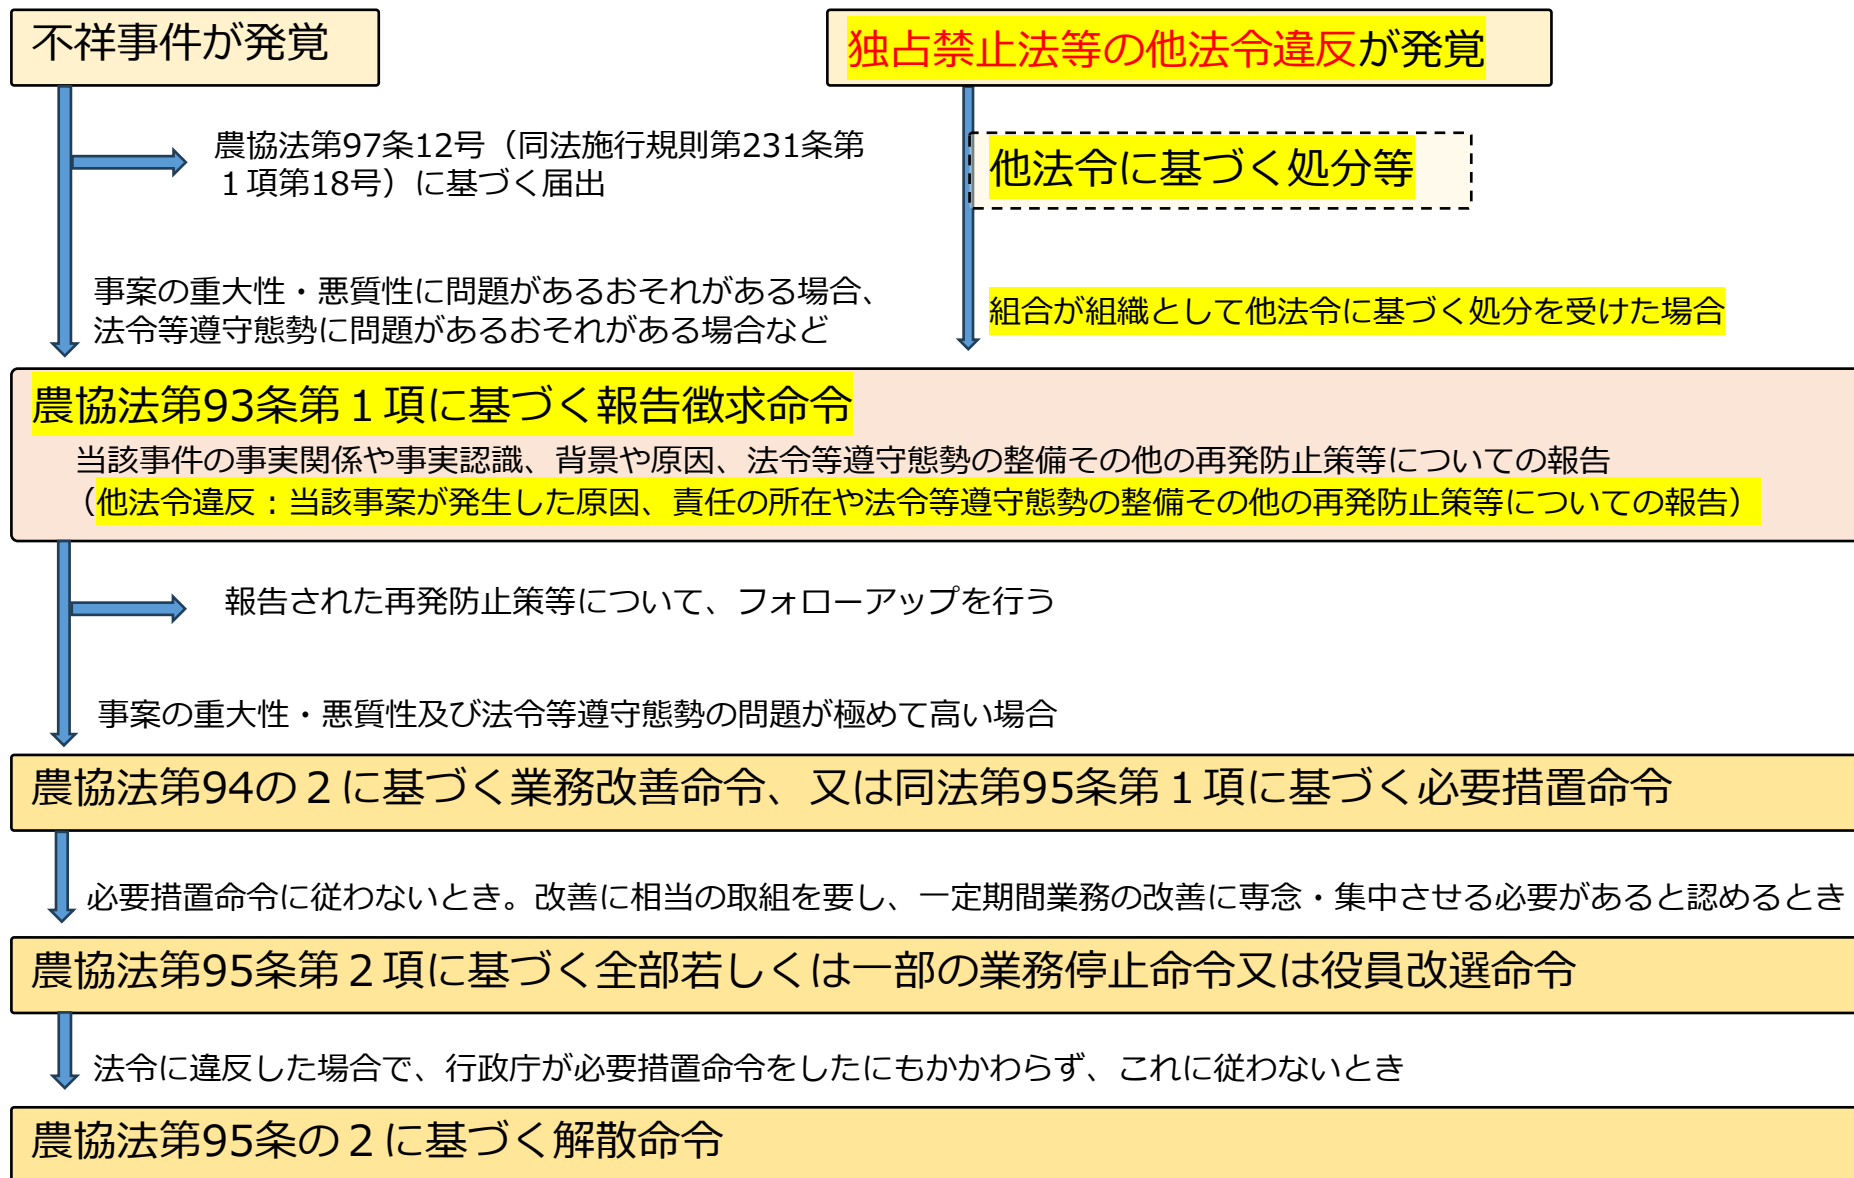 不祥事件が発覚
独占禁止法等の他法令違反が発覚
農協法第97条12号（同法施行規則第231条第
１項第18号）に基づく届出
他法令に基づく処分等
事案の重大性・悪質性に問題があるおそれがある場合、
法令等遵守態勢に問題があるおそれがある場合など
組合が組織として他法令に基づく処分を受けた場合
農協法第93条第１項に基づく報告徴求命令
当該事件の事実関係や事実認識、背景や原因、法令等遵守態勢の整備その他の再発防止策等についての報告
（他法令違反：当該事案が発生した原因、責任の所在や法令等遵守態勢の整備その他の再発防止策等についての報告）
報告された再発防止策等について、フォローアップを行う
事案の重大性・悪質性及び法令等遵守態勢の問題が極めて高い場合
農協法第94の２に基づく業務改善命令、又は同法第95条第１項に基づく必要措置命令
必要措置命令に従わないとき。改善に相当の取組を要し、一定期間業務の改善に専念・集中させる必要があると認めるとき
農協法第95条第２項に基づく全部若しくは一部の業務停止命令又は役員改選命令
法令に違反した場合で、行政庁が必要措置命令をしたにもかかわらず、これに従わないとき
農協法第95条の２に基づく解散命令